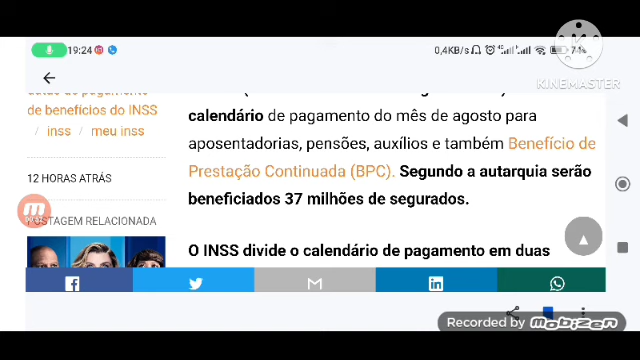 19:24
0,4KB/s
74%
KINEMASTER
de benefícios do INSS
/ inss / meu inss
12 HORAS ATRÁS
POSTAGEM RELACIONADA
calendário de pagamento do mês de agosto para
aposentadorias, pensões, auxílios e também Benefício de
Prestação Continuada (BPC). Segundo a autarquia serão
beneficiados 37 milhões de segurados.
O INSS divide o calendário de pagamento em duas
Recorded by mobizen